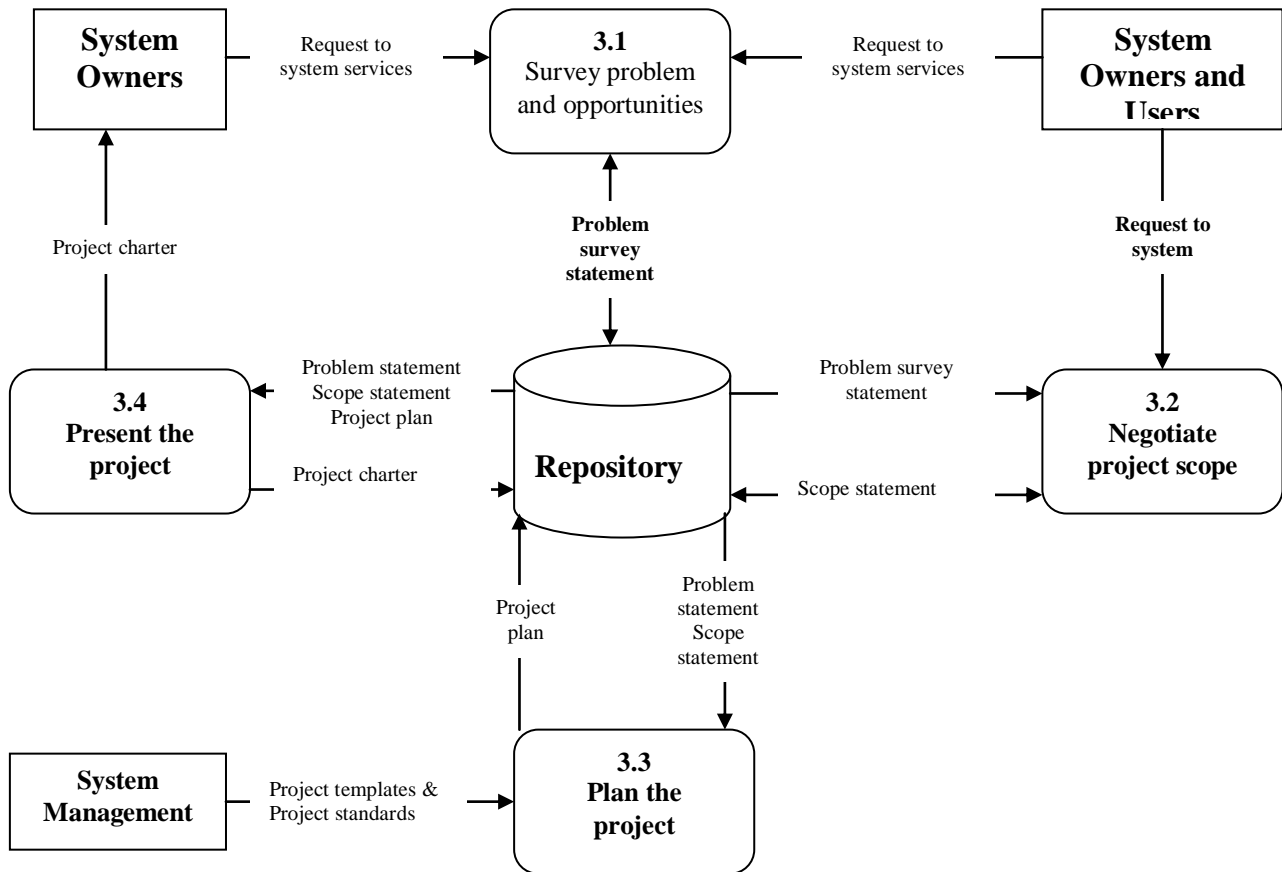 System
Owners
Request to
system services
3.1
Survey problem
and opportunities
Request to
system services
System
Owners and
Users
Project charter
Problem
survey
statement
Request to
system
3.4
Present the
project
Problem statement
Scope statement
Project plan
Project charter
Repository
Problem survey
statement
Scope statement
3.2
Negotiate
project scope
Project
plan
Problem
statement
Scope
statement
System
Management
Project templates &
Project standards
3.3
Plan the
project